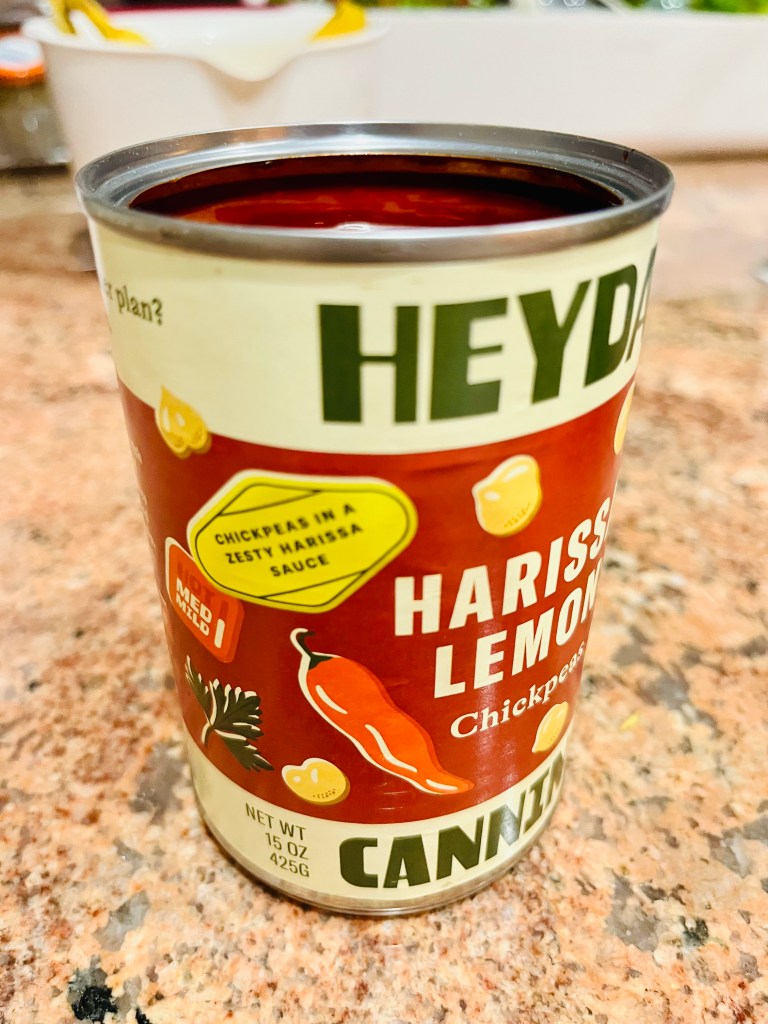 plan?
HEYDA
CHICKPEAS IN A
ZESTY HARISSA
SAUCE
HOT
MED
MILD
HARISS
LEMON
Chickpeas
NET WT
15 OZ
425G
CANNIN